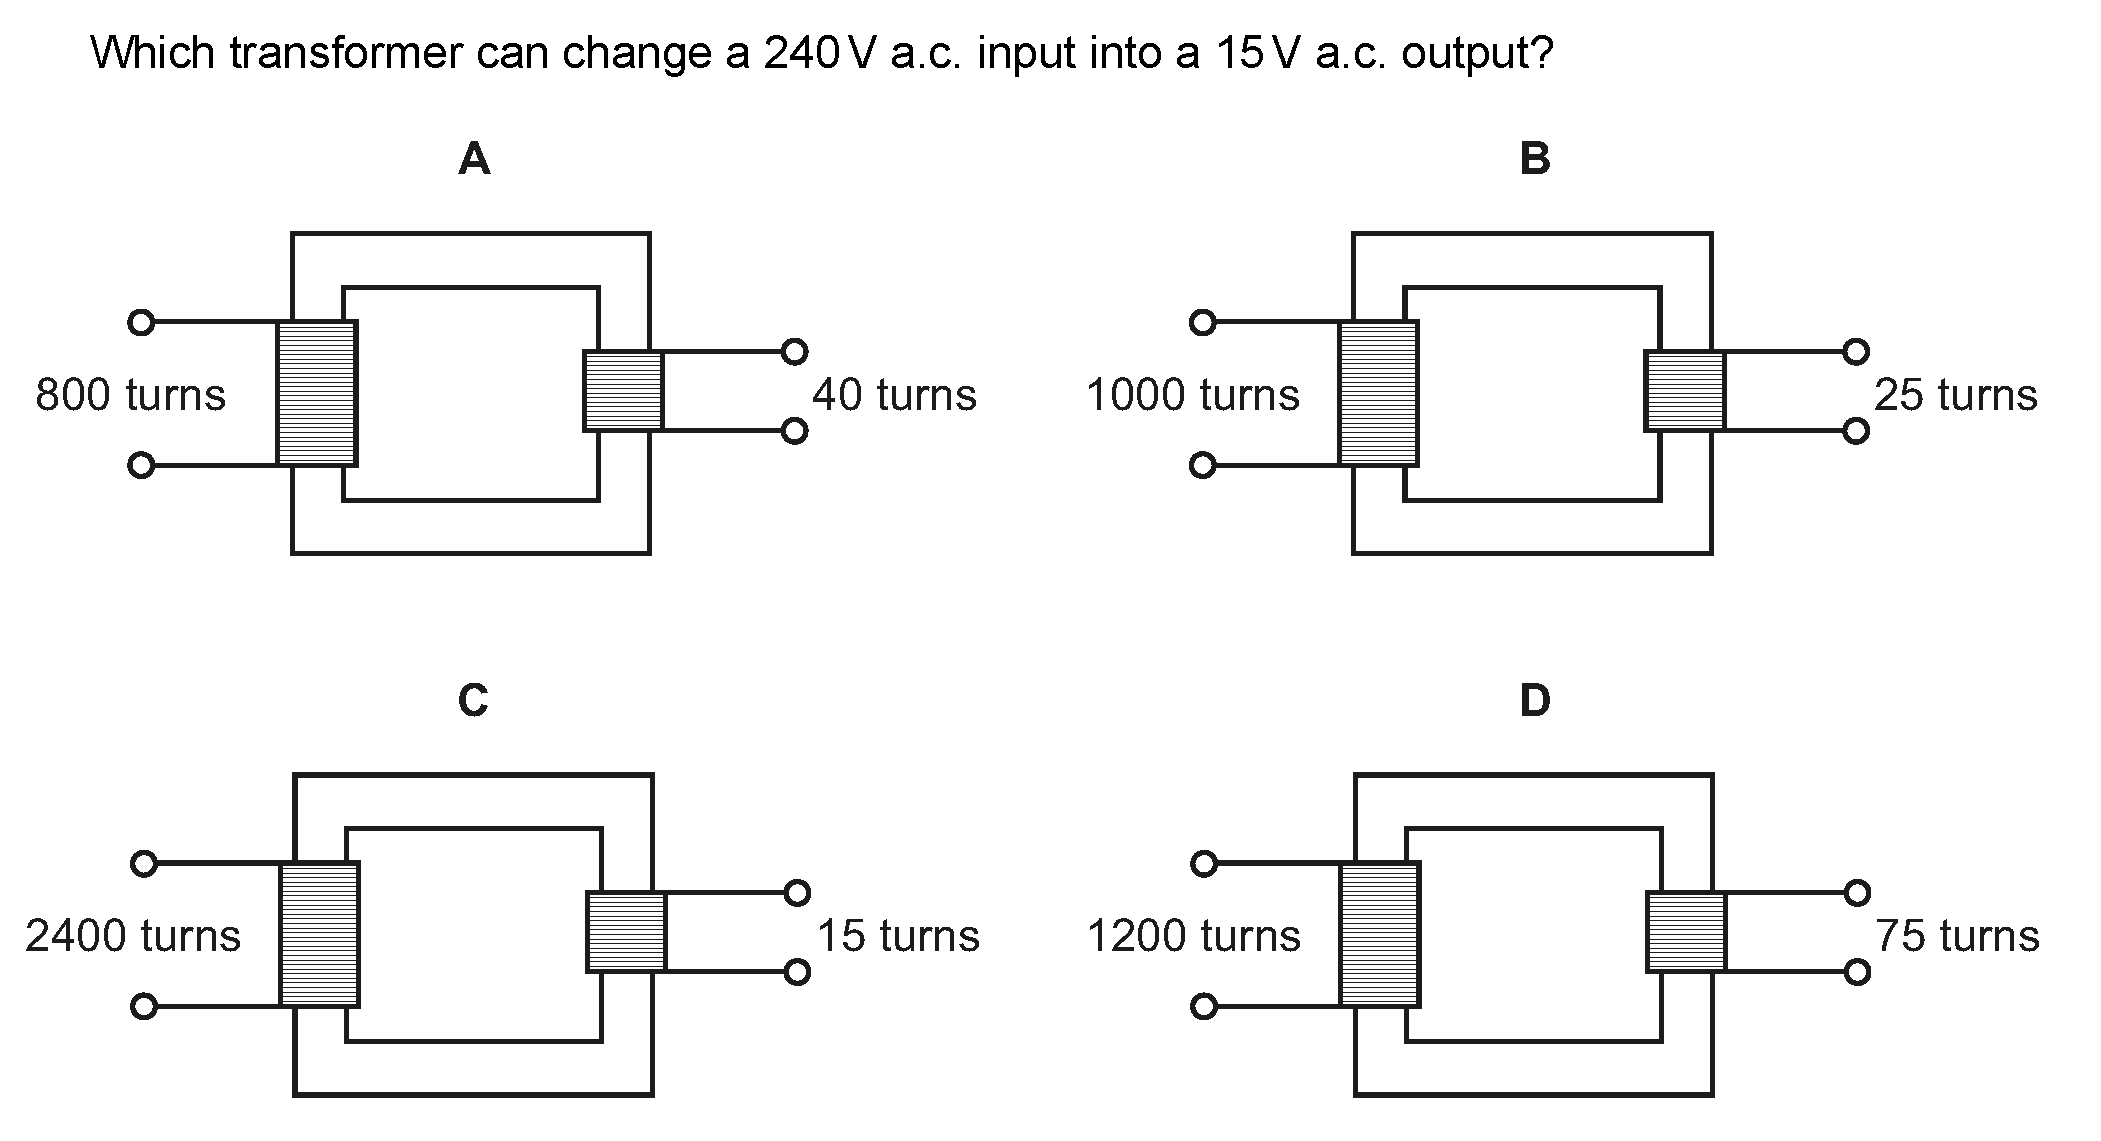 Which transformer can change a 240 V a.c. input into a 15 V a.c. output?
A
B
800 turns
40 turns
1000 turns
25 turns
C
D
2400 turns
15 turns
1200 turns
75 turns